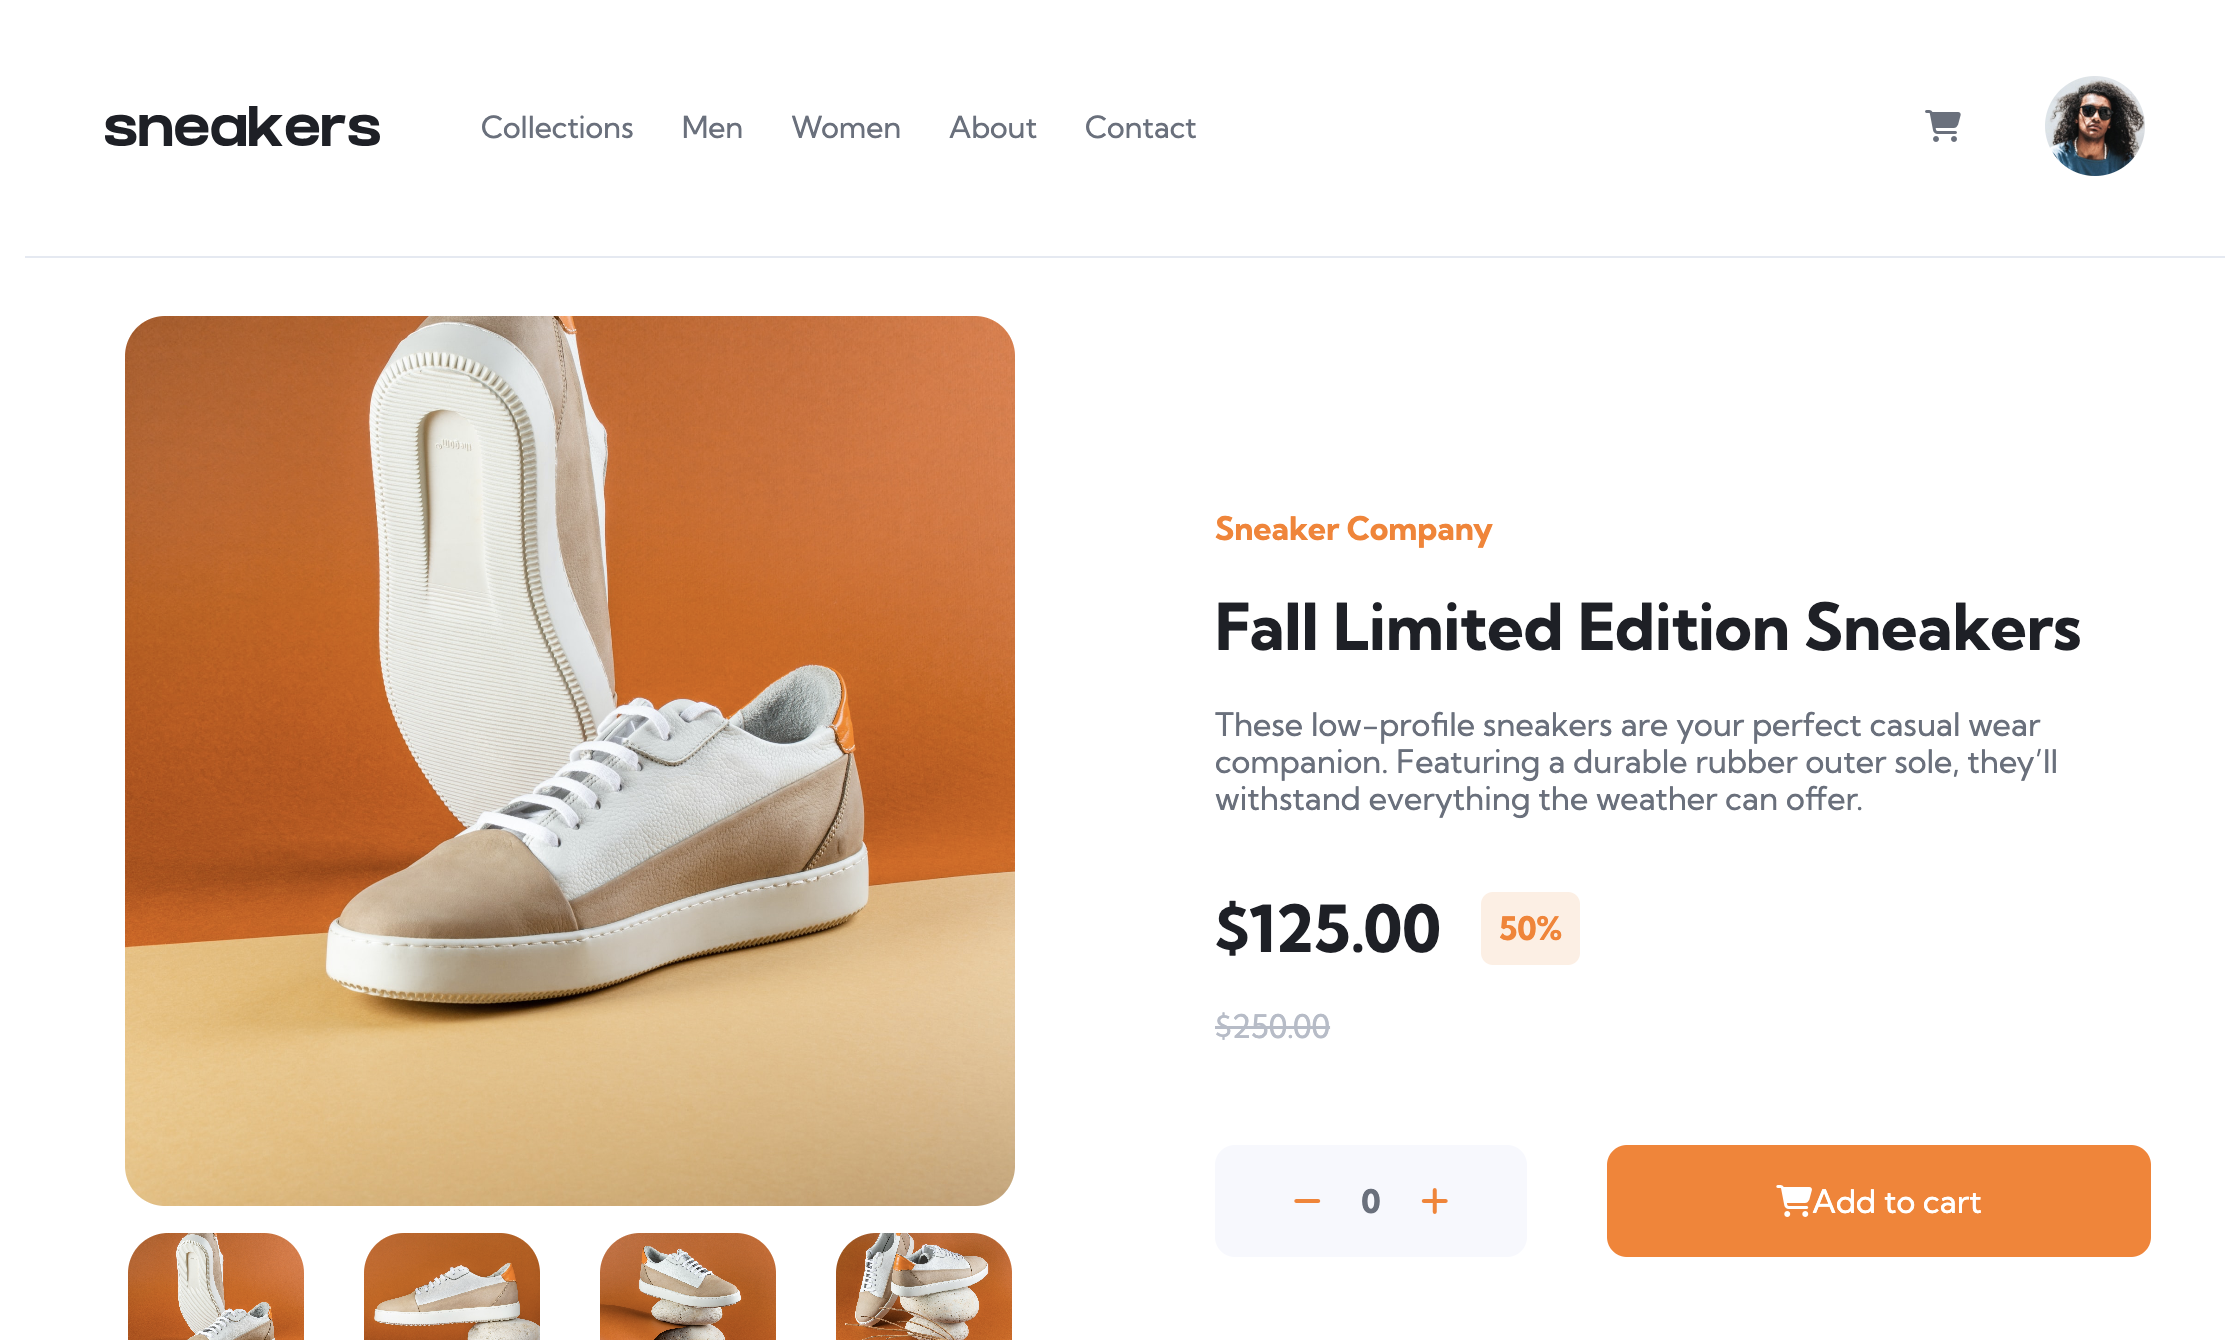 sneakers
Collections Men Women About Contact
Sneaker Company
Fall Limited Edition Sneakers
These low-profile sneakers are your perfect casual wear
companion. Featuring a durable rubber outer sole, they’ll
withstand everything the weather can offer.
$125.00 50%
$250.00
0
Add to cart